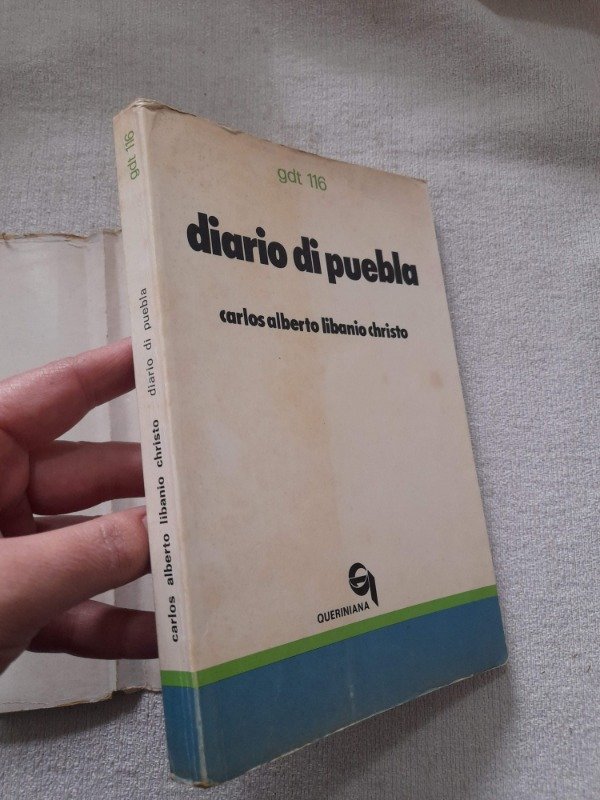 gdt 116
diario di puebla
carlos alberto libanio christo
QUERINIANA
carlos alberto libanio christo diario di puebla gdt 116